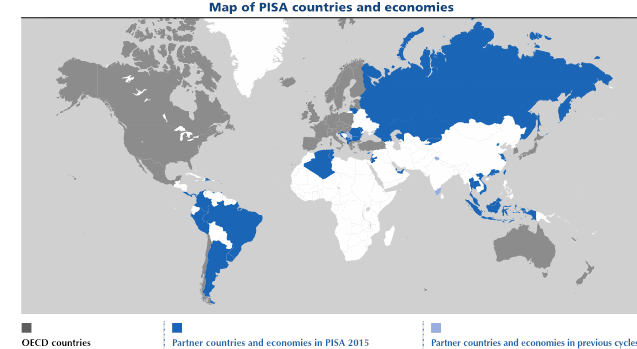 Map of PISA countries and economies
OECD countries
Partner countries and economies in PISA 2015
Partner countries and economies in previous cycles